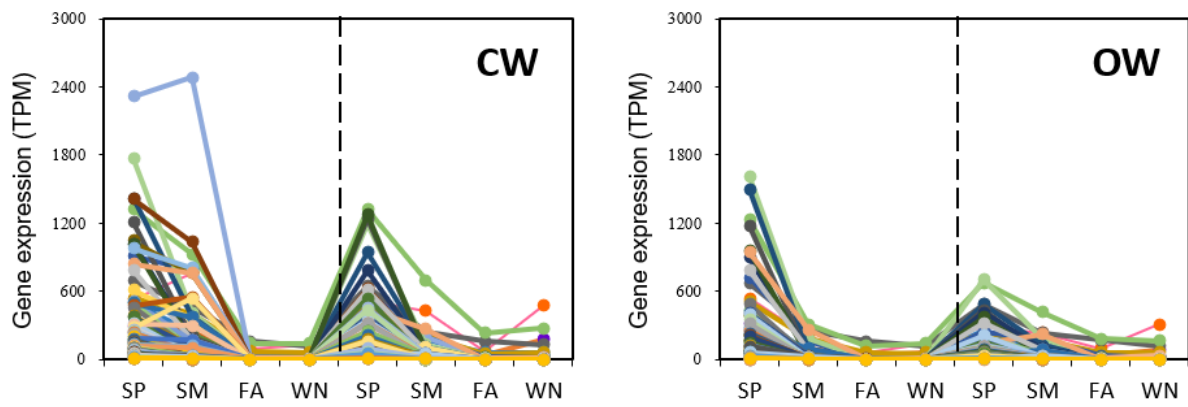 Gene expression (TPM)
3000
2400
1800
1200
600
0
CW
SP SM FA WN SP SM FA WN
Gene expression (TPM)
3000
2400
1800
1200
600
0
OW
SP SM FA WN SP SM FA WN